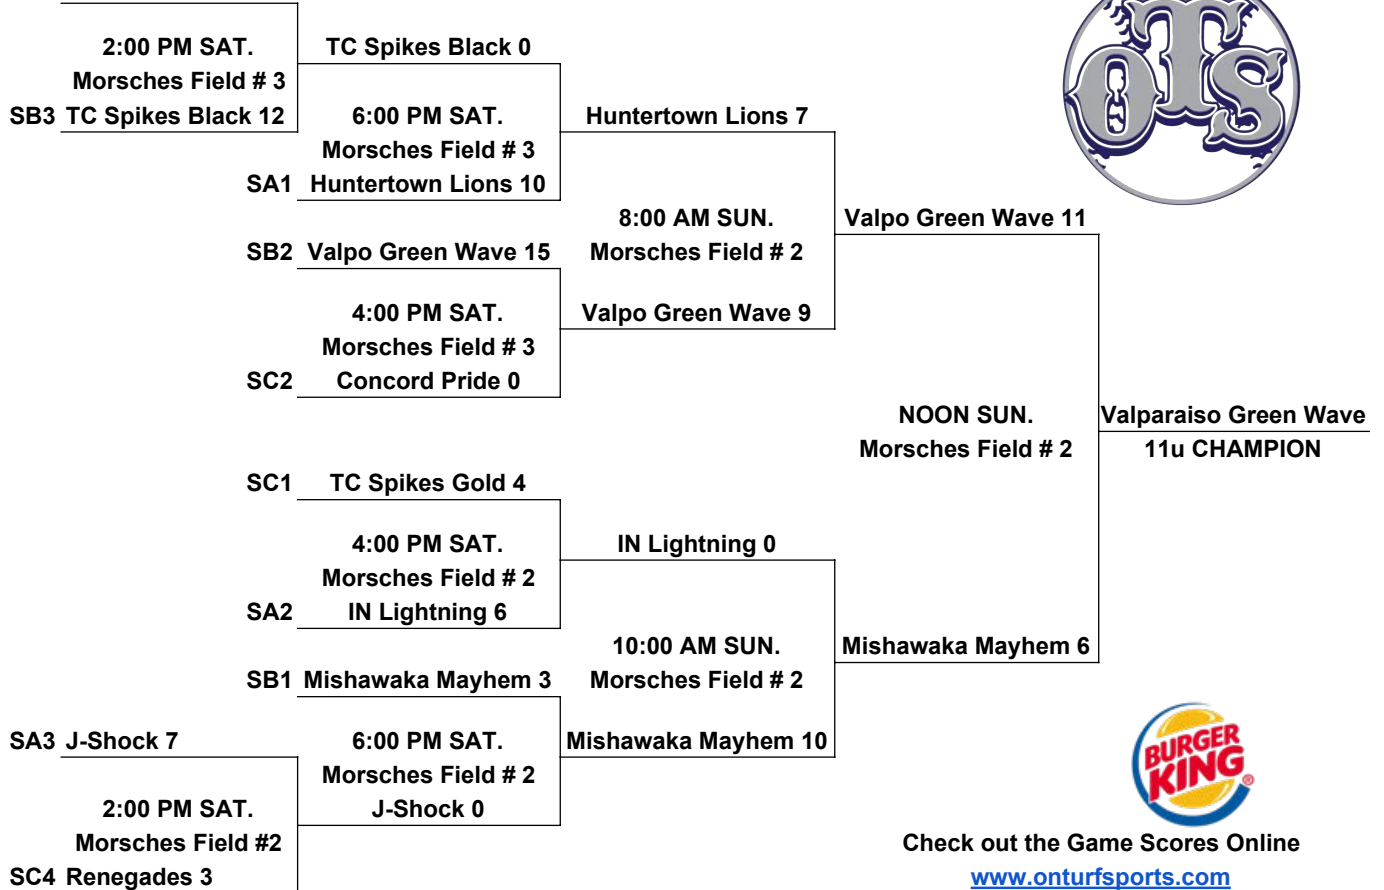 OTS
2:00 PM SAT.
Morsches Field # 3
SB3 TC Spikes Black 12
TC Spikes Black 0
6:00 PM SAT.
Morsches Field # 3
SA1 Huntertown Lions 10
Huntertown Lions 7
8:00 AM SUN.
Morsches Field # 2
SB2 Valpo Green Wave 15
4:00 PM SAT.
Morsches Field # 3
SC2 Concord Pride 0
Valpo Green Wave 9
Valpo Green Wave 11
NOON SUN.
Morsches Field # 2
Valparaiso Green Wave
11u CHAMPION
SC1 TC Spikes Gold 4
4:00 PM SAT.
Morsches Field # 2
SA2 IN Lightning 6
IN Lightning 0
10:00 AM SUN.
Morsches Field # 2
Mishawaka Mayhem 6
SB1 Mishawaka Mayhem 3
6:00 PM SAT.
Morsches Field # 2
J-Shock 0
Mishawaka Mayhem 10
SA3 J-Shock 7
2:00 PM SAT.
Morsches Field #2
SC4 Renegades 3
BURGER
KING
®
Check out the Game Scores Online
www.onturfsports.com